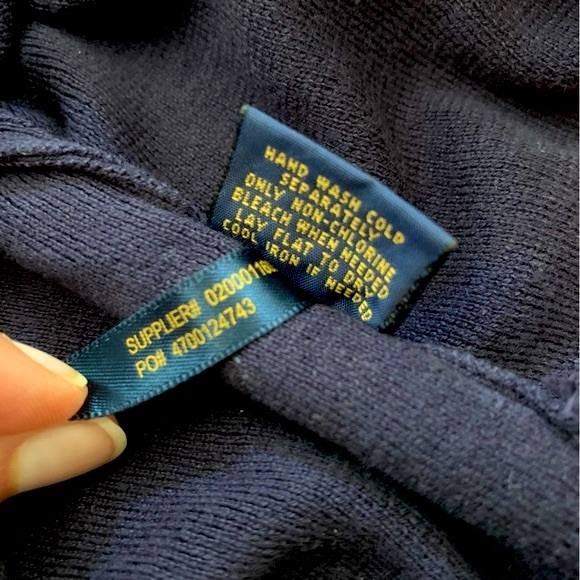 HAND WASH COLD
SEPARATELY
ONLY NON-CHLORINE
BLEACH WHEN NEEDED
LAY FLAT TO DRY
COOL IRON IF NEEDED
SUPPLIER#
PO# 4700124743